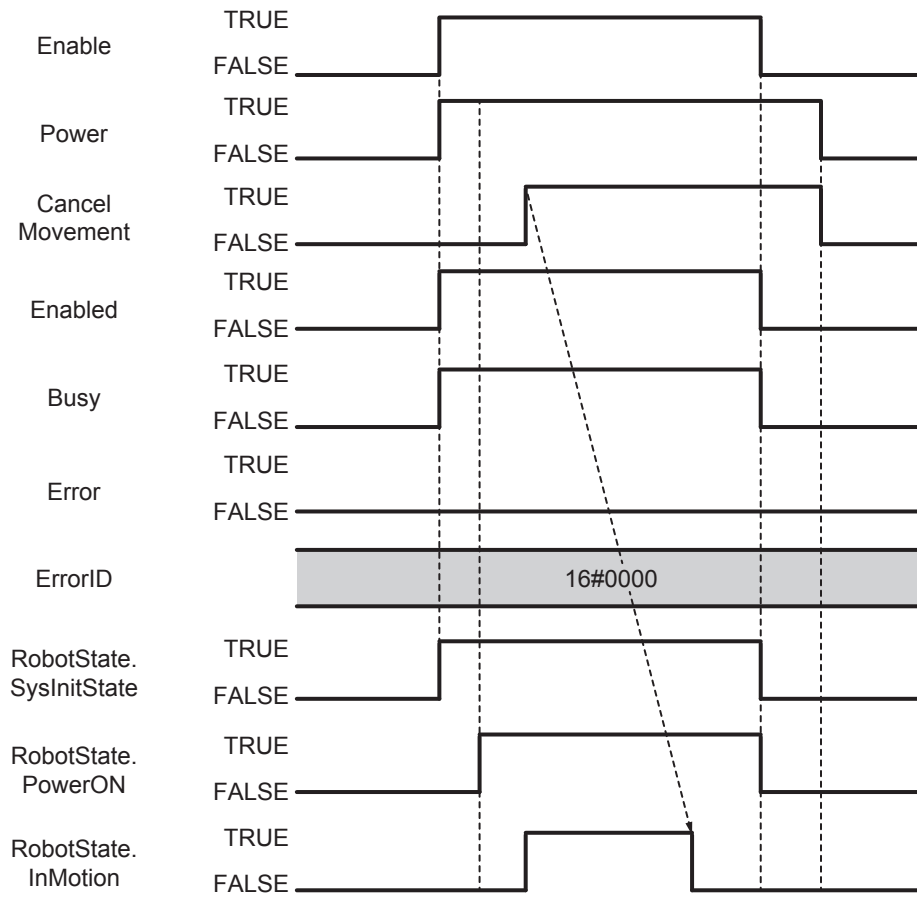 Enable
TRUE
FALSE
Power
TRUE
FALSE
Cancel
Movement
TRUE
FALSE
Enabled
TRUE
FALSE
Busy
TRUE
FALSE
Error
TRUE
FALSE
ErrorID
16#0000
RobotState.
SysInitState
TRUE
FALSE
RobotState.
PowerON
TRUE
FALSE
RobotState.
InMotion
TRUE
FALSE